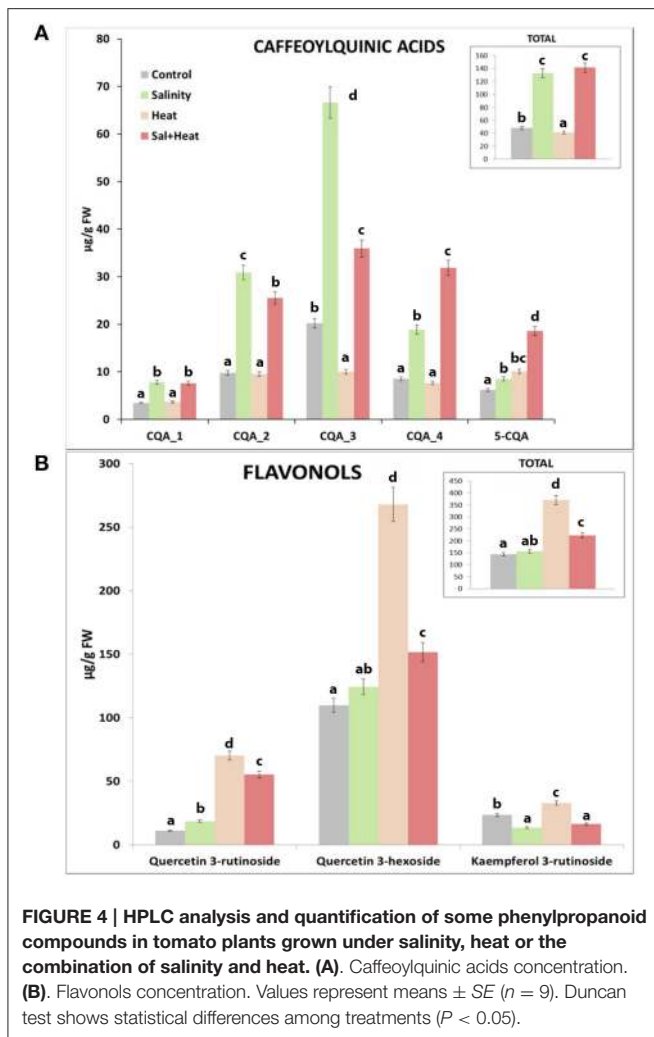 A
CAFFEOYLQUINIC ACIDS
TOTAL
Control
Salinity
Heat
Sal+Heat
µg/g FW
80
70
60
50
40
30
20
10
0
160
140
120
100
80
60
40
20
0
b c a c
a b a b
a c a b
b d a c
a b a c
a b bc d
CQA_1 CQA_2 CQA_3 CQA_4 5-CQA
B
FLAVONOLS
TOTAL
µg/g FW
300
250
200
150
100
50
0
450
400
350
300
250
200
150
100
50
0
a ab d c
a b d c
a ab d c
b a c a
Quercetin 3-rutinoside Quercetin 3-hexoside Kaempferol 3-rutinoside
FIGURE 4 | HPLC analysis and quantification of some phenylpropanoid
compounds in tomato plants grown under salinity, heat or the
combination of salinity and heat. (A). Caffeoylquinic acids concentration.
(B). Flavonols concentration. Values represent means ± SE (n = 9). Duncan
test shows statistical differences among treatments (P < 0.05).